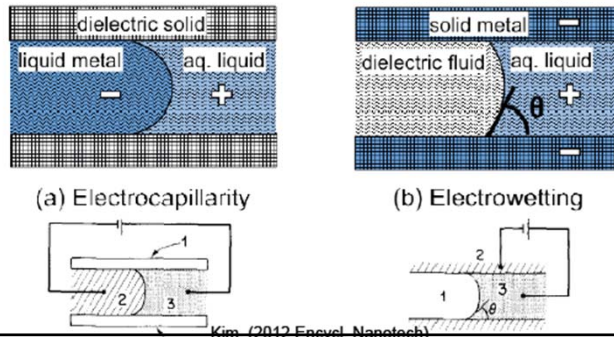 dielectric solid
liquid metal
aq. liquid
−
+
solid metal
−
dielectric fluid
aq. liquid
θ
+
−
(a) Electrocapillarity
(b) Electrowetting
1
2
3
2
1
3
θ
Kim, (2012 Encycl. Nanotech)